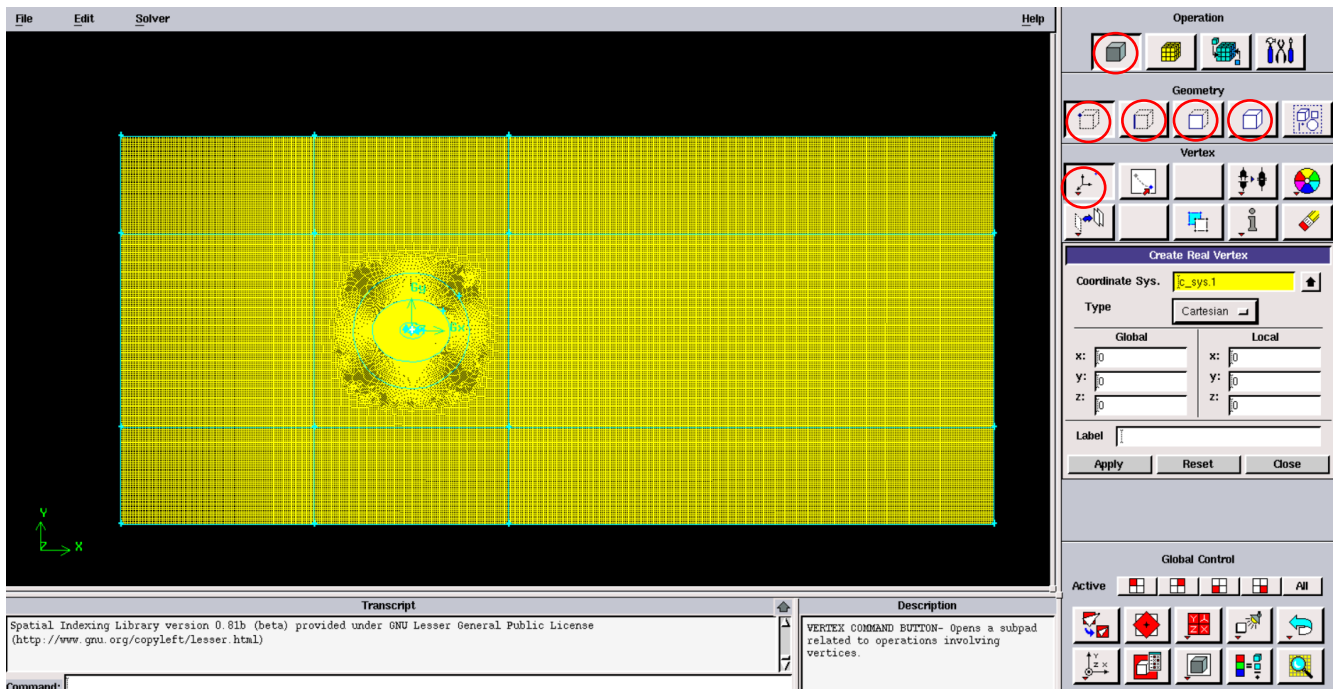 File Edit Solver Help
Operation
Geometry
Vertex
Create Real Vertex
Coordinate Sys. c_sys.1
Type Cartesian
Global Local
x: 0 x: 0
y: 0 y: 0
z: 0 z: 0
Label
Apply Reset Close
Gy
Gx
Y
Z X
Global Control
Active All
Transcript
Spatial Indexing Library version 0.81b (beta) provided under GNU Lesser General Public License
(http://www.gnu.org/copyleft/lesser.html)
Command:
Description
VERTEX COMMAND BUTTON- Opens a subpad
related to operations involving
vertices.